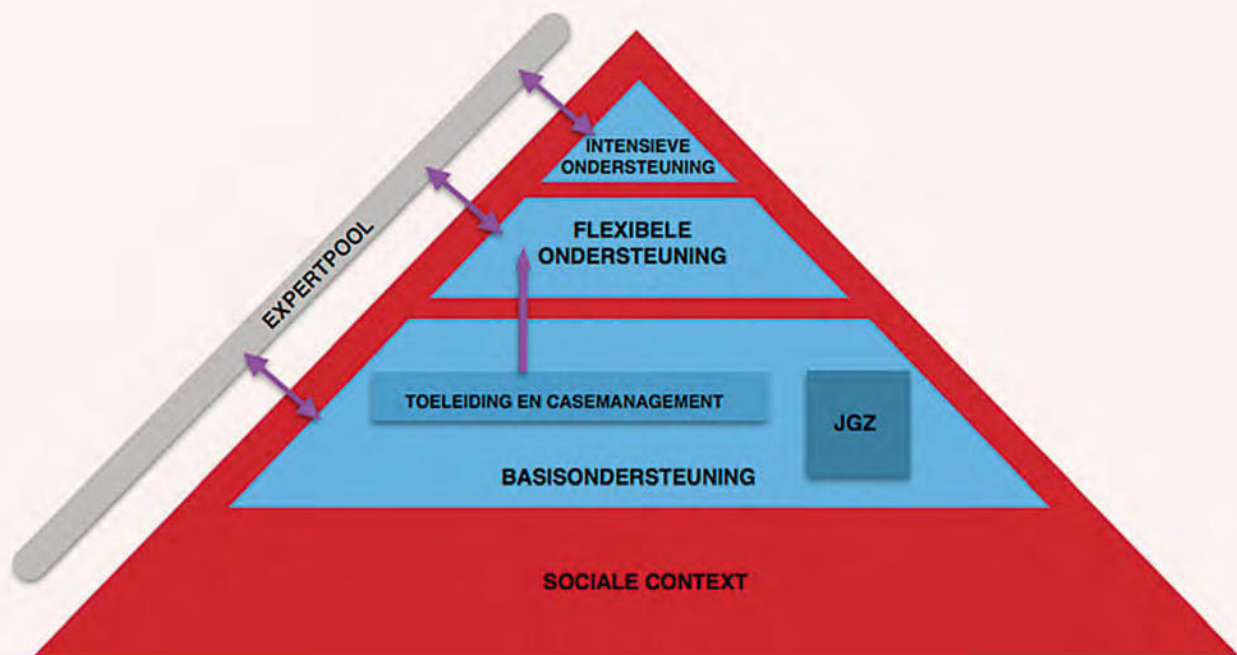 INTENSIEVE
ONDERSTEUNING
FLEXIBELE
ONDERSTEUNING
EXPERTPOOL
TOELEIDING EN CASEMANAGEMENT
JGZ
BASISONDERSTEUNING
SOCIALE CONTEXT